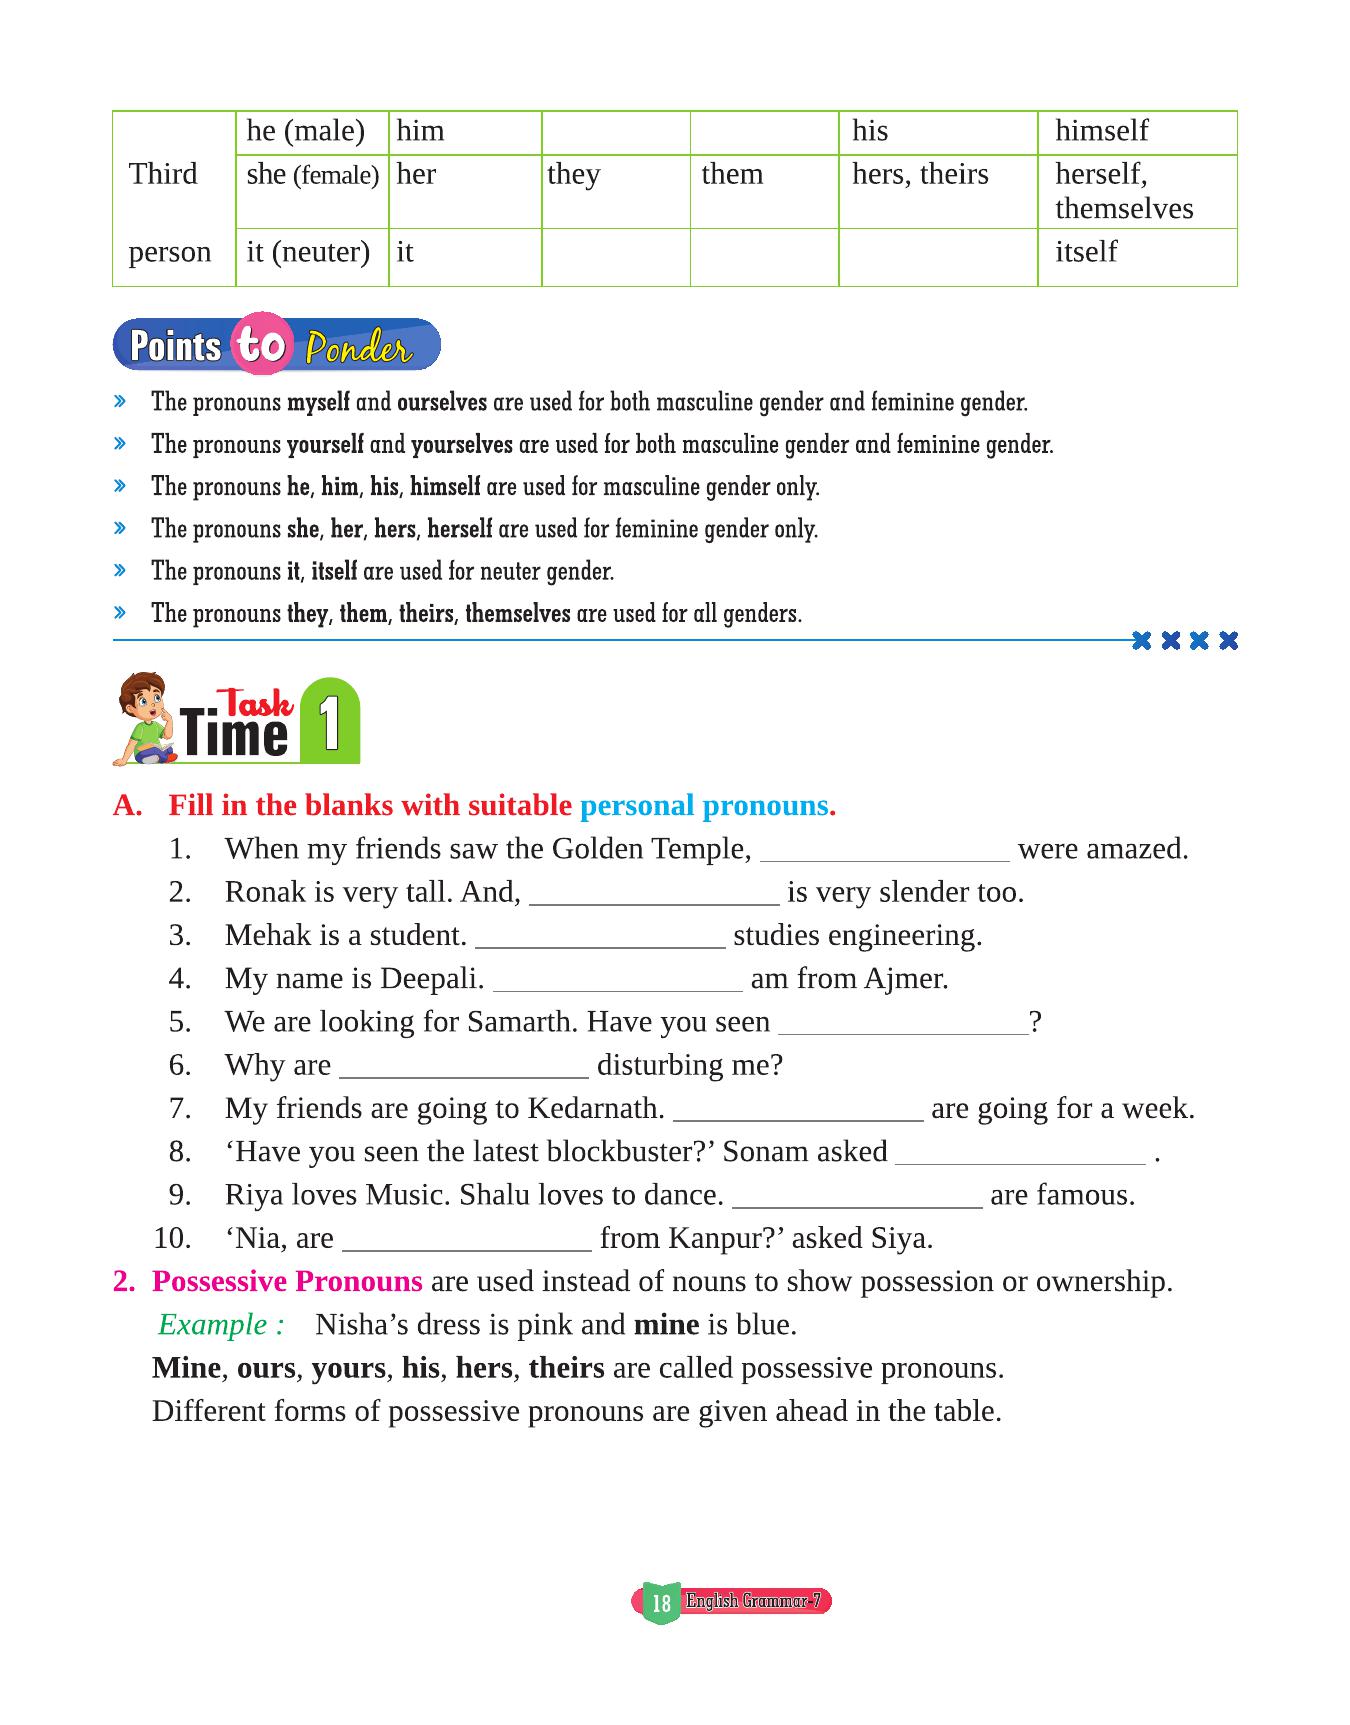 he (male) him his himself
Third she (female) her they them hers, theirs herself,
themselves
person it (neuter) it itself
Points to Ponder
» The pronouns myself and ourselves are used for both masculine gender and feminine gender.
» The pronouns yourself and yourselves are used for both masculine gender and feminine gender.
» The pronouns he, him, his, himself are used for masculine gender only.
» The pronouns she, her, hers, herself are used for feminine gender only.
» The pronouns it, itself are used for neuter gender.
» The pronouns they, them, theirs, themselves are used for all genders.
Task
Time 1
A. Fill in the blanks with suitable personal pronouns.
1. When my friends saw the Golden Temple, ________________ were amazed.
2. Ronak is very tall. And, ________________ is very slender too.
3. Mehak is a student. ________________ studies engineering.
4. My name is Deepali. ________________ am from Ajmer.
5. We are looking for Samarth. Have you seen ________________?
6. Why are ________________ disturbing me?
7. My friends are going to Kedarnath. ________________ are going for a week.
8. ‘Have you seen the latest blockbuster?’ Sonam asked ________________ .
9. Riya loves Music. Shalu loves to dance. ________________ are famous.
10. ‘Nia, are ________________ from Kanpur?’ asked Siya.
2. Possessive Pronouns are used instead of nouns to show possession or ownership.
Example : Nisha’s dress is pink and mine is blue.
Mine, ours, yours, his, hers, theirs are called possessive pronouns.
Different forms of possessive pronouns are given ahead in the table.
18 English Grammar-7